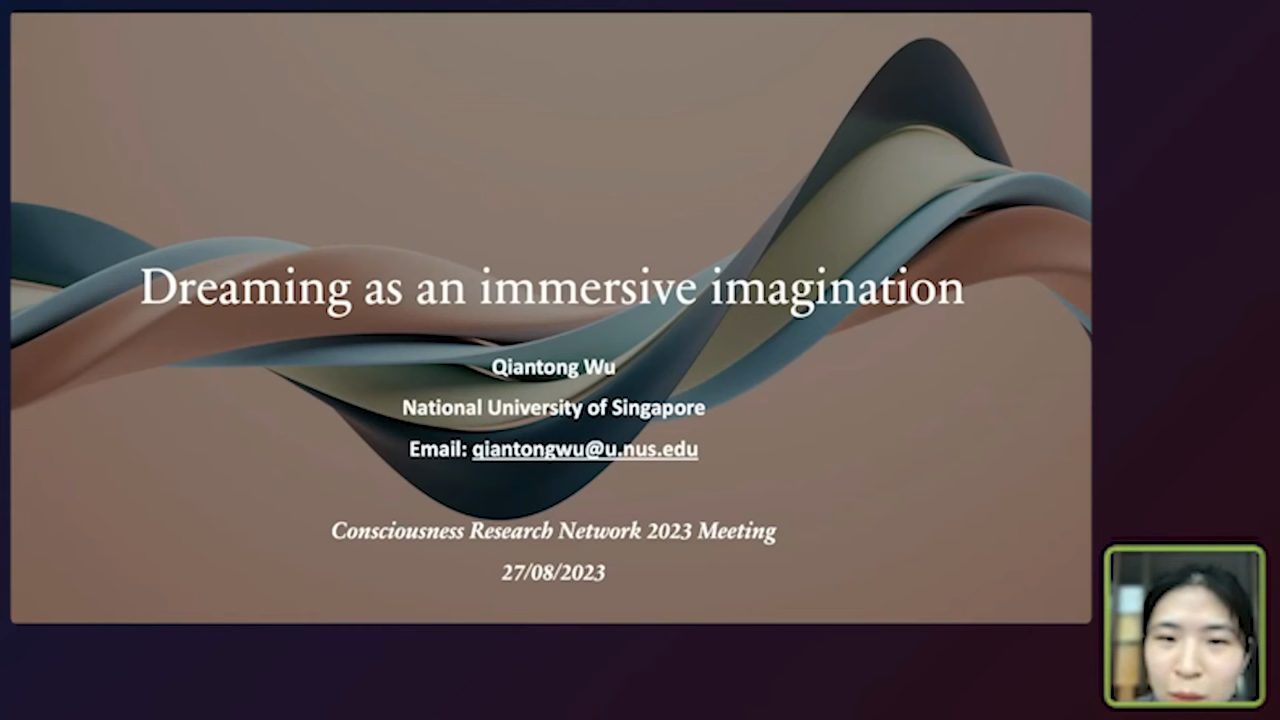 Dreaming as an immersive imagination
Qiantong Wu
National University of Singapore
Email: qiantongwu@u.nus.edu
Consciousness Research Network 2023 Meeting
27/08/2023